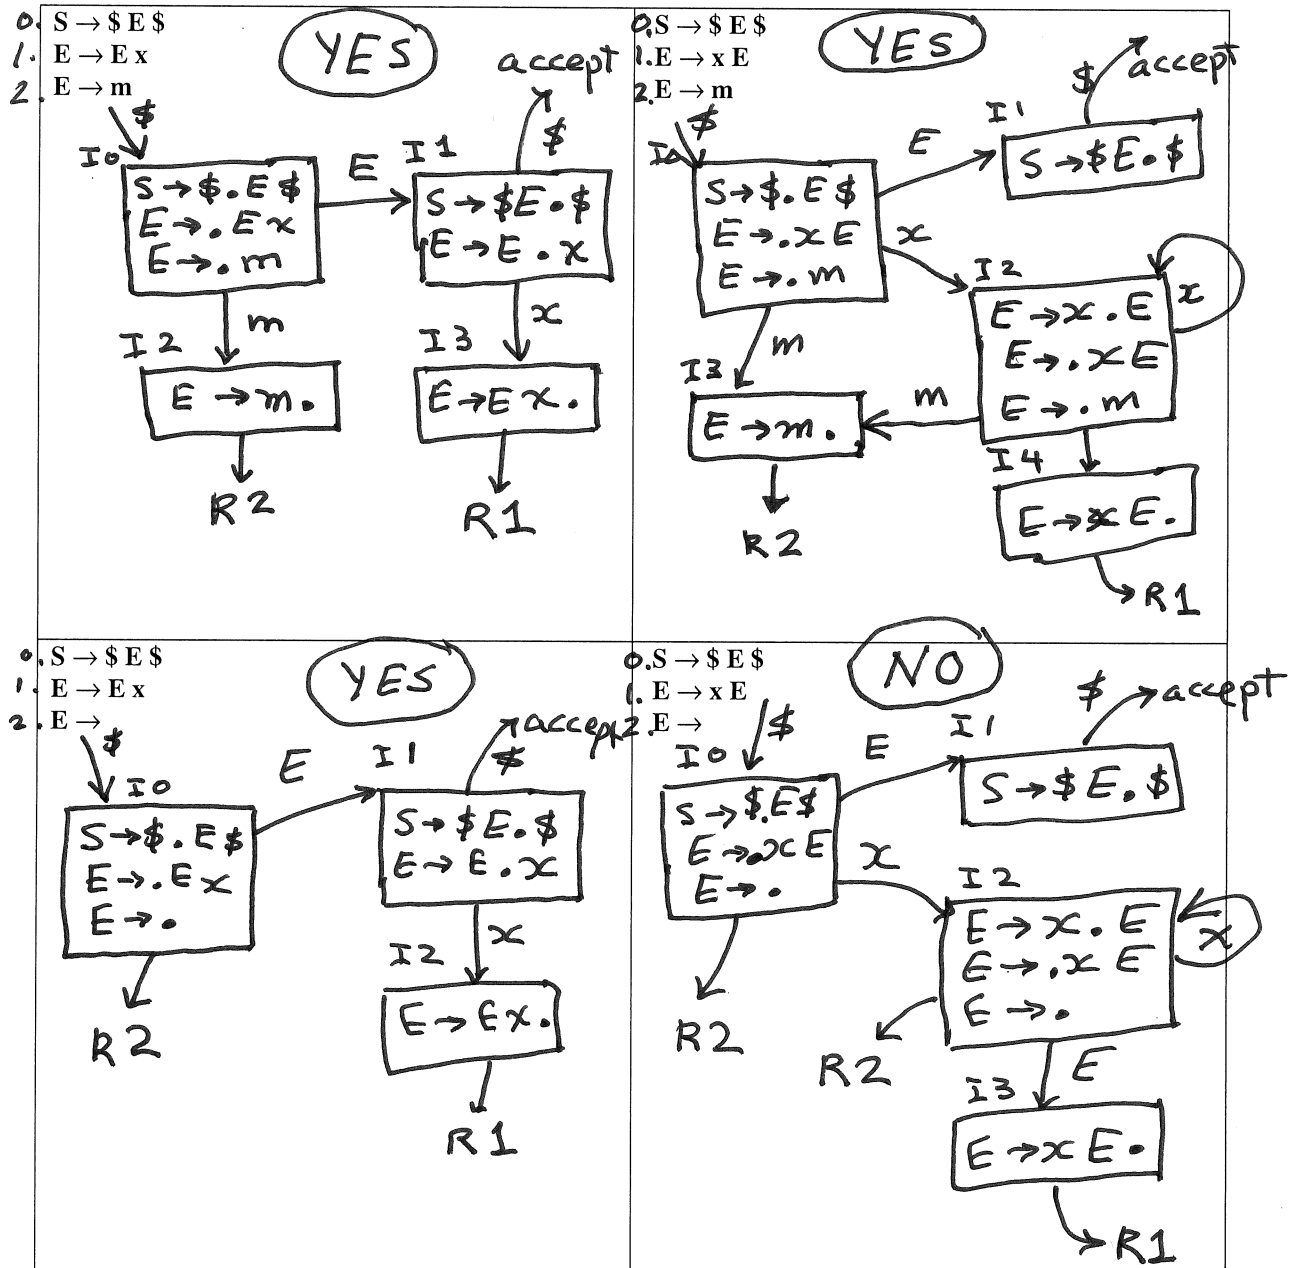 0. S → $ E $
1. E → E x
2. E → m
YES
accept
$
$
I0
S → $ . E $
E → . E x
E → . m
E
I1
S → $ E . $
E → E . x
m
x
I2
E → m .
I3
E → E x .
R2
R1
0. S → $ E $
1. E → x E
2. E → m
YES
accept
$
$
I0
S → $ . E $
E → . x E
E → . m
E
I1
S → $ E . $
x
I2
E → x . E
E → . x E
E → . m
x
m
m
I3
E → m .
R2
I4
E → x E .
R1
0. S → $ E $
1. E → E x
2. E →
YES
accept
$
$
I0
S → $ . E $
E → . E x
E → .
E
I1
S → $ E . $
E → E . x
R2
x
I2
E → E x .
R1
0. S → $ E $
1. E → x E
2. E →
NO
accept
$
$
I0
S → $ . E $
E → . x E
E → .
E
I1
S → $ E . $
x
I2
E → x . E
E → . x E
E → .
x
R2
R2
E
I3
E → x E .
R1